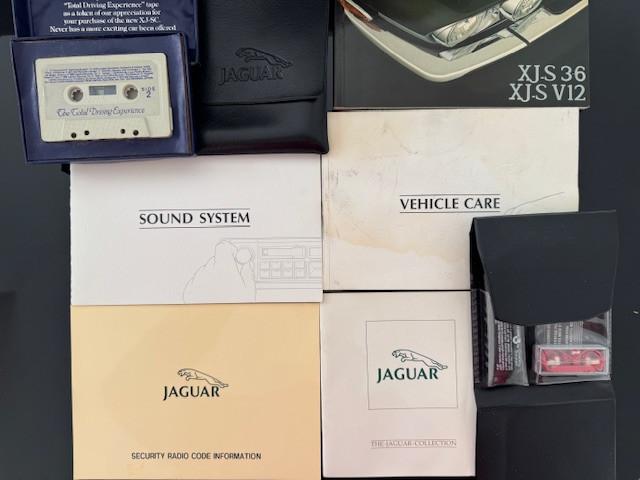 "Total Driving Experience" tape
as a token of our appreciation for
your purchase of the new XJ-SC.
Never has a more exciting car been offered
SIDE
2
The Total Driving Experience
JAGUAR
XJ-S 36
XJ-S V12
SOUND SYSTEM
VEHICLE CARE
JAGUAR
SECURITY RADIO CODE INFORMATION
JAGUAR
THE JAGUAR COLLECTION